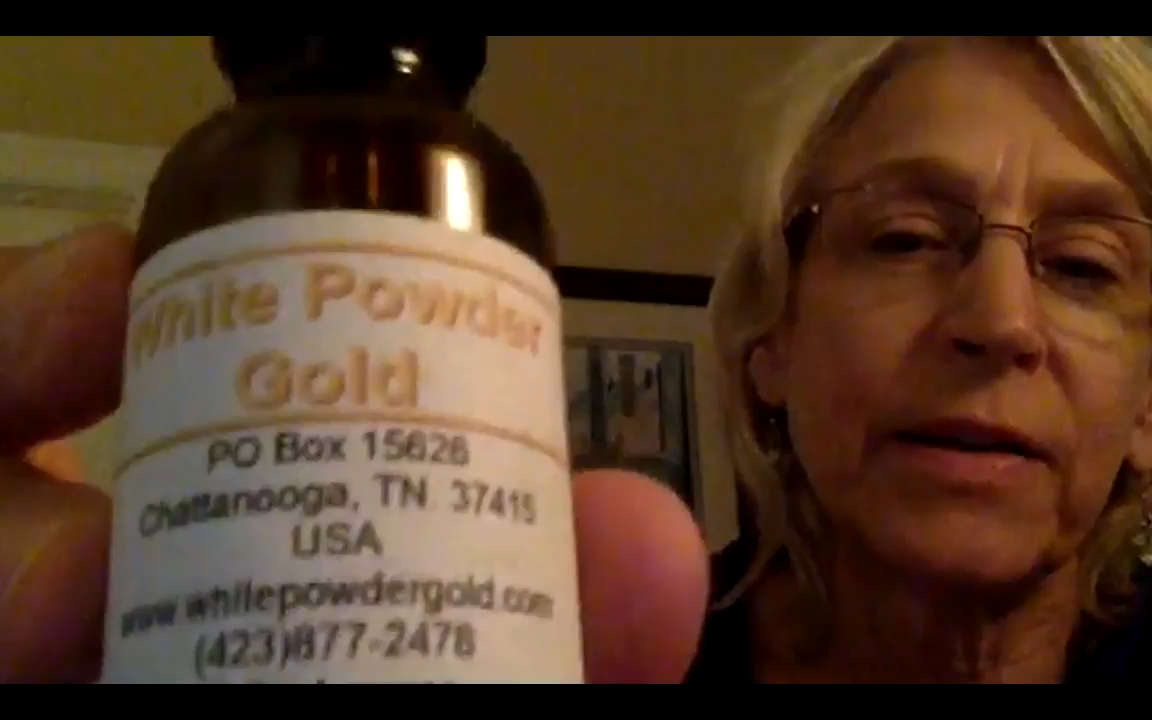 White Powder
Gold
PO Box 15626
Chattanooga, TN. 37415
USA
www.whitepowdergold.com
(423)877-2478